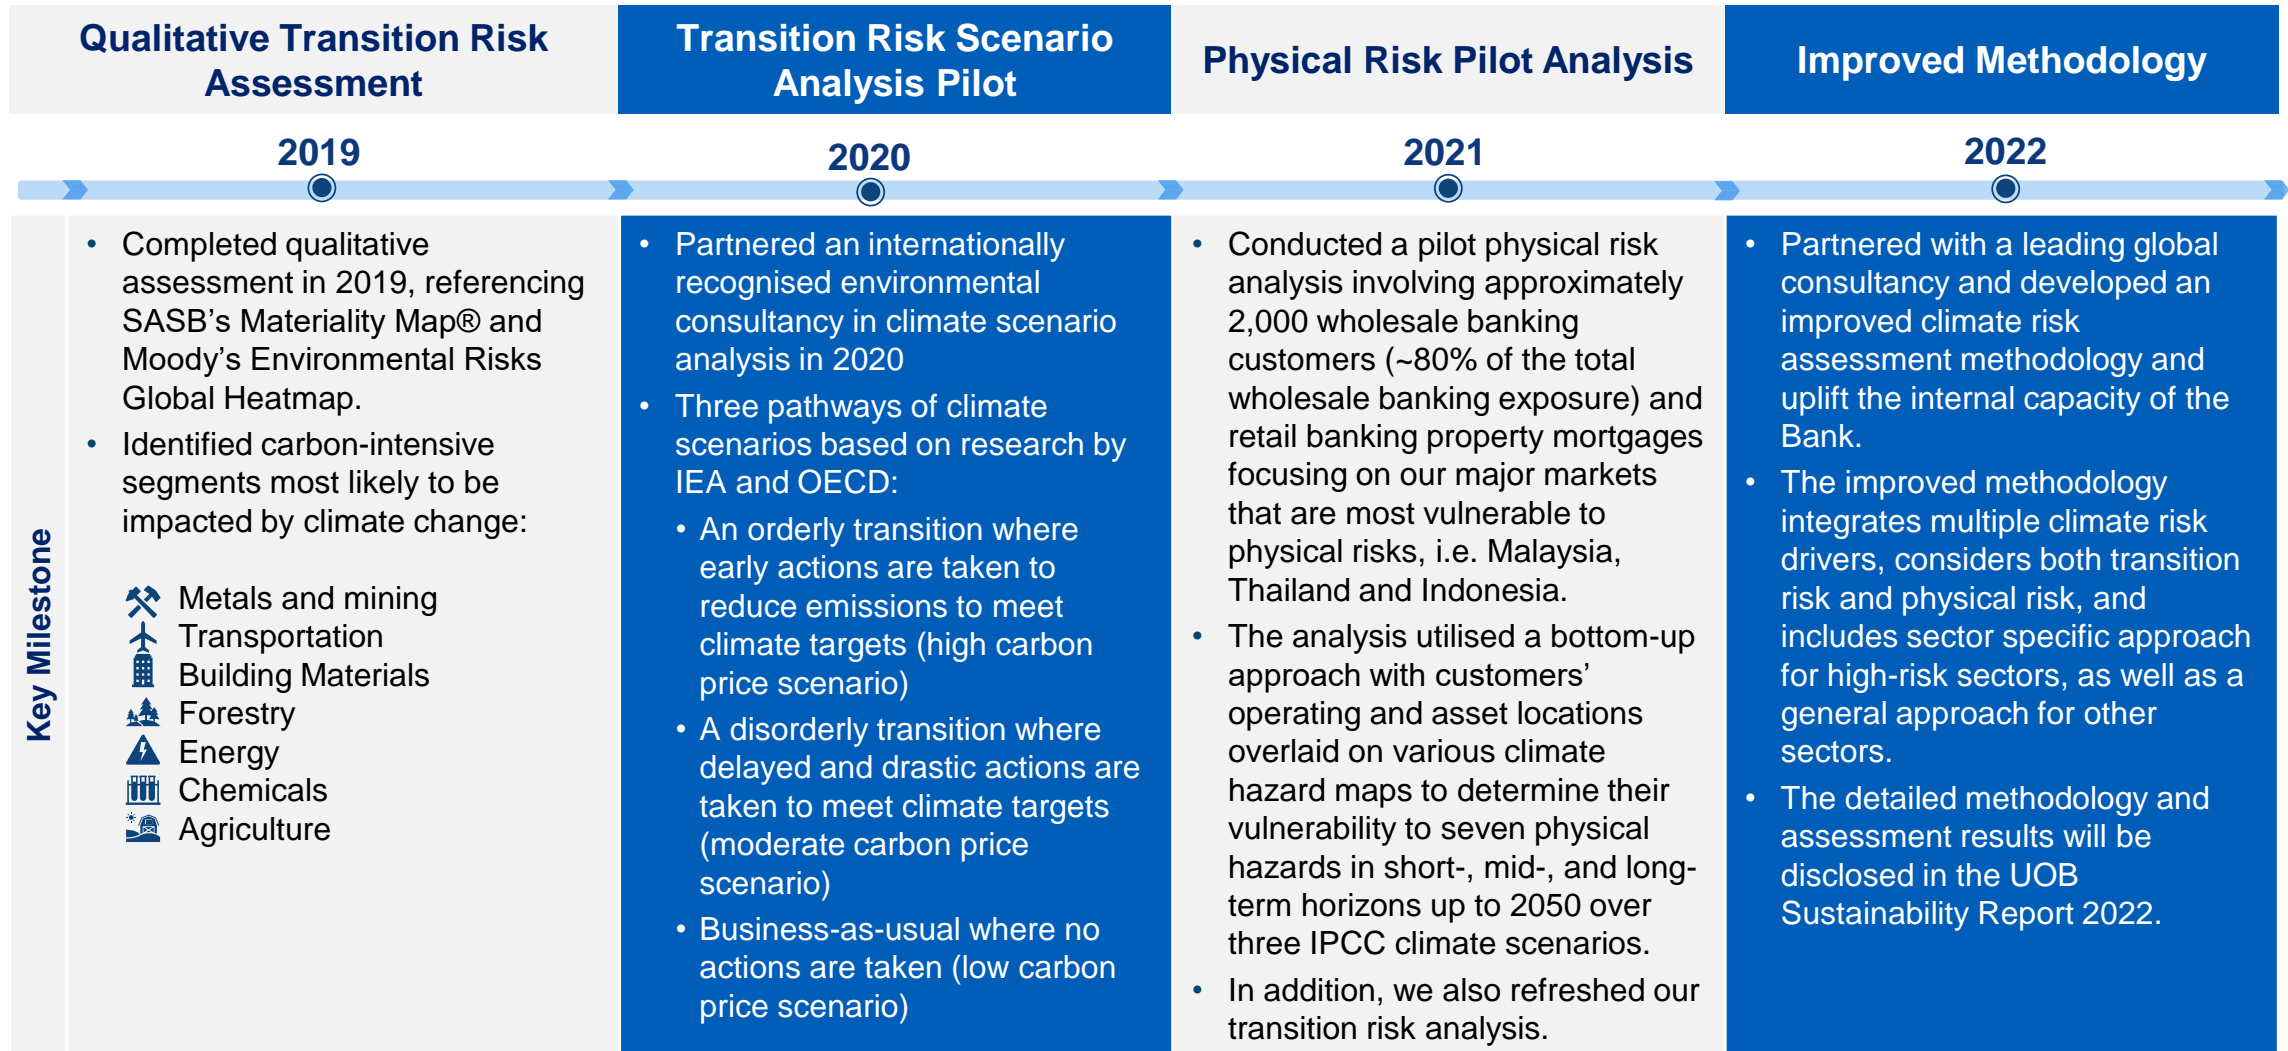 Qualitative Transition Risk
Assessment
Transition Risk Scenario
Analysis Pilot
Physical Risk Pilot Analysis
Improved Methodology
2019
2020
2021
2022
Key Milestone
• Completed qualitative
assessment in 2019, referencing
SASB’s Materiality Map® and
Moody’s Environmental Risks
Global Heatmap.
• Identified carbon-intensive
segments most likely to be
impacted by climate change:
Metals and mining
Transportation
Building Materials
Forestry
Energy
Chemicals
Agriculture
• Partnered an internationally
recognised environmental
consultancy in climate scenario
analysis in 2020
• Three pathways of climate
scenarios based on research by
IEA and OECD:
• An orderly transition where
early actions are taken to
reduce emissions to meet
climate targets (high carbon
price scenario)
• A disorderly transition where
delayed and drastic actions are
taken to meet climate targets
(moderate carbon price
scenario)
• Business-as-usual where no
actions are taken (low carbon
price scenario)
• Conducted a pilot physical risk
analysis involving approximately
2,000 wholesale banking
customers (~80% of the total
wholesale banking exposure) and
retail banking property mortgages
focusing on our major markets
that are most vulnerable to
physical risks, i.e. Malaysia,
Thailand and Indonesia.
• The analysis utilised a bottom-up
approach with customers’
operating and asset locations
overlaid on various climate
hazard maps to determine their
vulnerability to seven physical
hazards in short-, mid-, and long-
term horizons up to 2050 over
three IPCC climate scenarios.
• In addition, we also refreshed our
transition risk analysis.
• Partnered with a leading global
consultancy and developed an
improved climate risk
assessment methodology and
uplift the internal capacity of the
Bank.
• The improved methodology
integrates multiple climate risk
drivers, considers both transition
risk and physical risk, and
includes sector specific approach
for high-risk sectors, as well as a
general approach for other
sectors.
• The detailed methodology and
assessment results will be
disclosed in the UOB
Sustainability Report 2022.